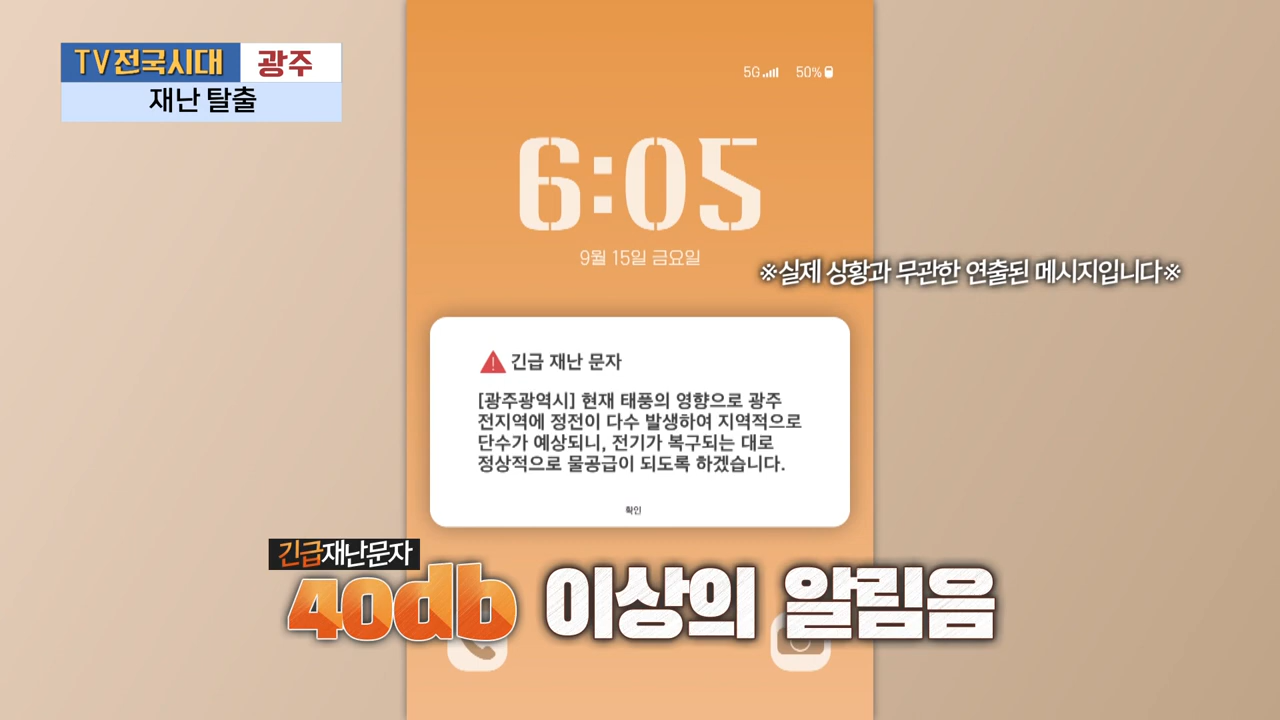 TV전국시대 광주
재난 탈출
5G 50%
6:05
9월 15일 금요일
※실제 상황과 무관한 연출된 메시지입니다※
긴급 재난 문자
[광주광역시] 현재 태풍의 영향으로 광주
전지역에 정전이 다수 발생하여 지역적으로
단수가 예상되니, 전기가 복구되는 대로
정상적으로 물공급이 되도록 하겠습니다.
확인
긴급재난문자
40db 이상의 알림음